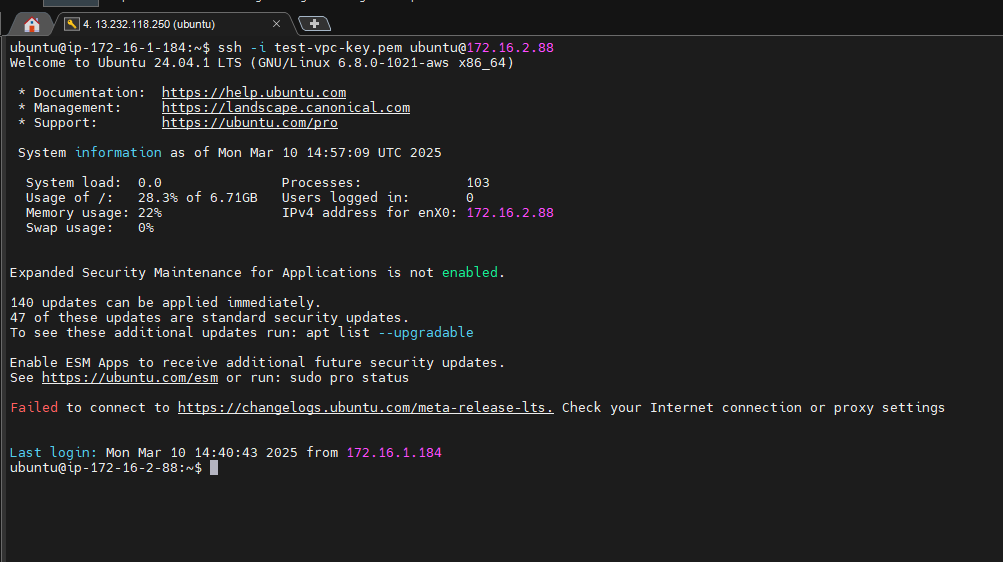 4. 13.232.118.250 (ubuntu)
ubuntu@ip-172-16-1-184:~$ ssh -i test-vpc-key.pem ubuntu@172.16.2.88
Welcome to Ubuntu 24.04.1 LTS (GNU/Linux 6.8.0-1021-aws x86_64)
* Documentation: https://help.ubuntu.com
* Management: https://landscape.canonical.com
* Support: https://ubuntu.com/pro
System information as of Mon Mar 10 14:57:09 UTC 2025
System load: 0.0 Processes: 103
Usage of /: 28.3% of 6.71GB Users logged in: 0
Memory usage: 22% IPv4 address for enX0: 172.16.2.88
Swap usage: 0%
Expanded Security Maintenance for Applications is not enabled.
140 updates can be applied immediately.
47 of these updates are standard security updates.
To see these additional updates run: apt list --upgradable
Enable ESM Apps to receive additional future security updates.
See https://ubuntu.com/esm or run: sudo pro status
Failed to connect to https://changelogs.ubuntu.com/meta-release-lts. Check your Internet connection or proxy settings
Last login: Mon Mar 10 14:40:43 2025 from 172.16.1.184
ubuntu@ip-172-16-2-88:~$